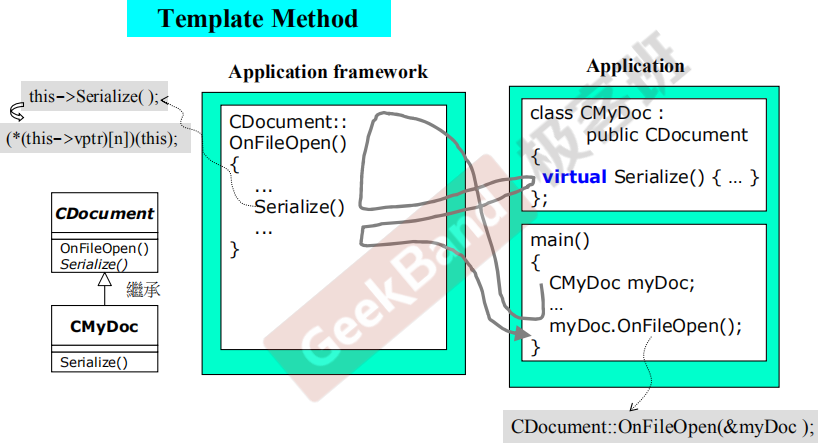 Template Method
Application framework
Application
this->Serialize( );
(*(this->vptr)[n])(this);
CDocument::
OnFileOpen()
{
...
Serialize()
...
}
class CMyDoc :
public CDocument
{
virtual Serialize() { … }
};
main()
{
CMyDoc myDoc;
…
myDoc.OnFileOpen();
}
CDocument
OnFileOpen()
Serialize()
繼承
CMyDoc
Serialize()
CDocument::OnFileOpen(&myDoc );
GeekBand 极客班